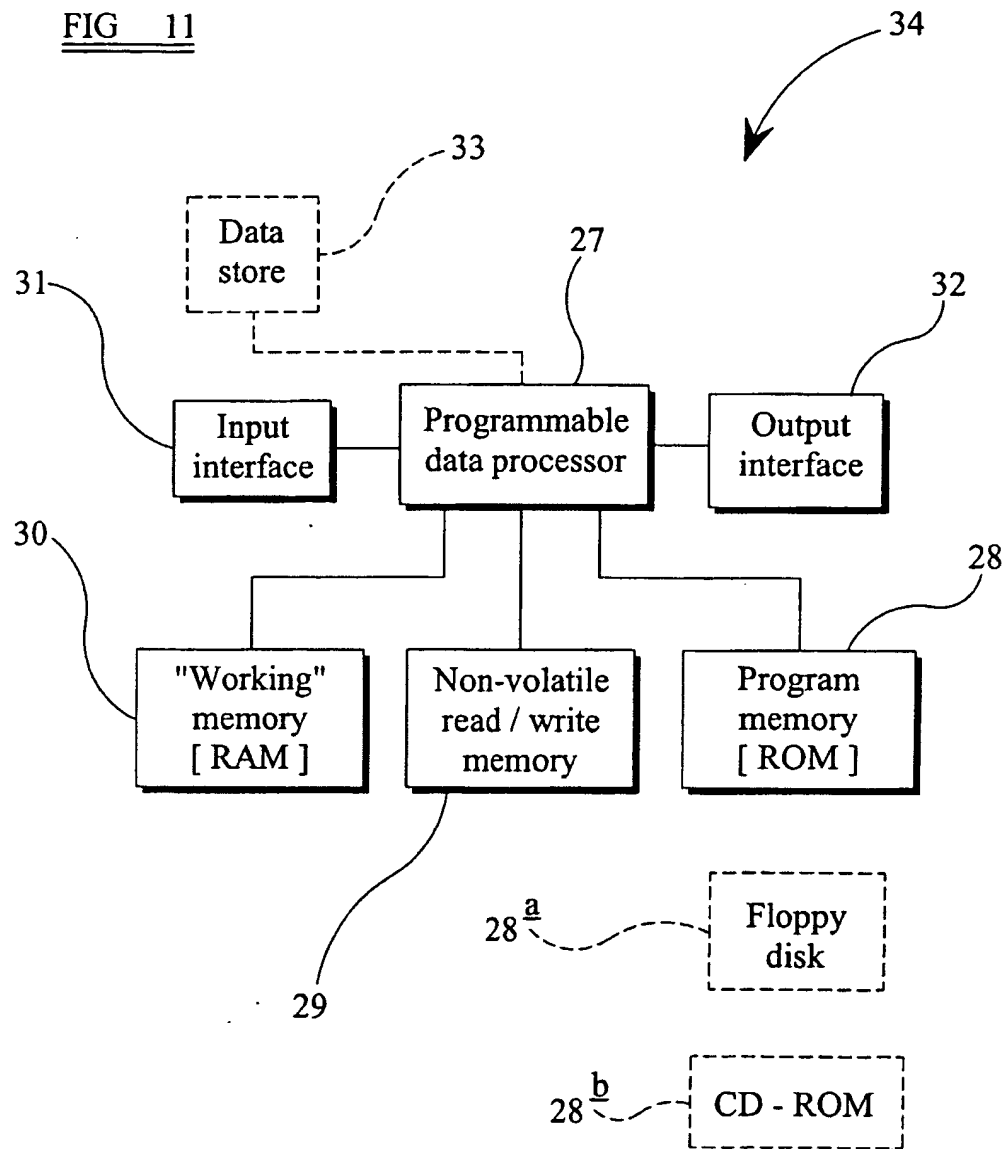 FIG 11
34
33
Data
store
27
31
32
Input
interface
Programmable
data processor
Output
interface
30
28
"Working"
memory
[ RAM ]
Non-volatile
read / write
memory
Program
memory
[ ROM ]
28a
Floppy
disk
29
28b
CD - ROM